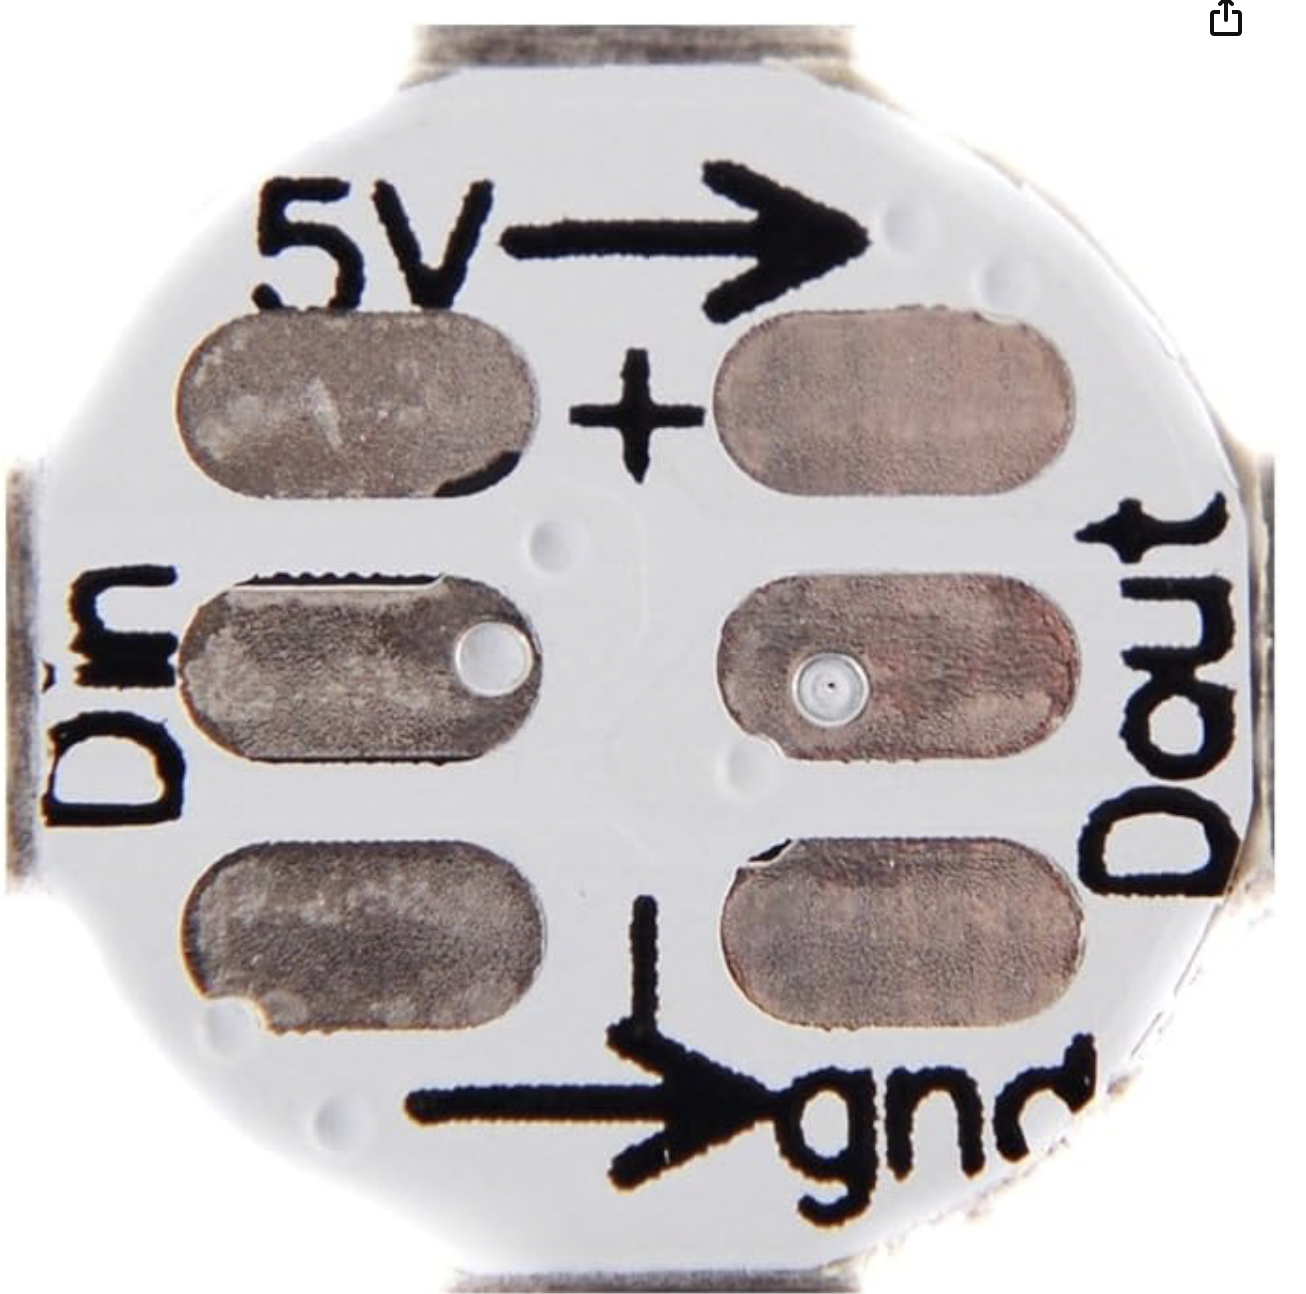 5V →
+
Din
Dout
-
→ gnd